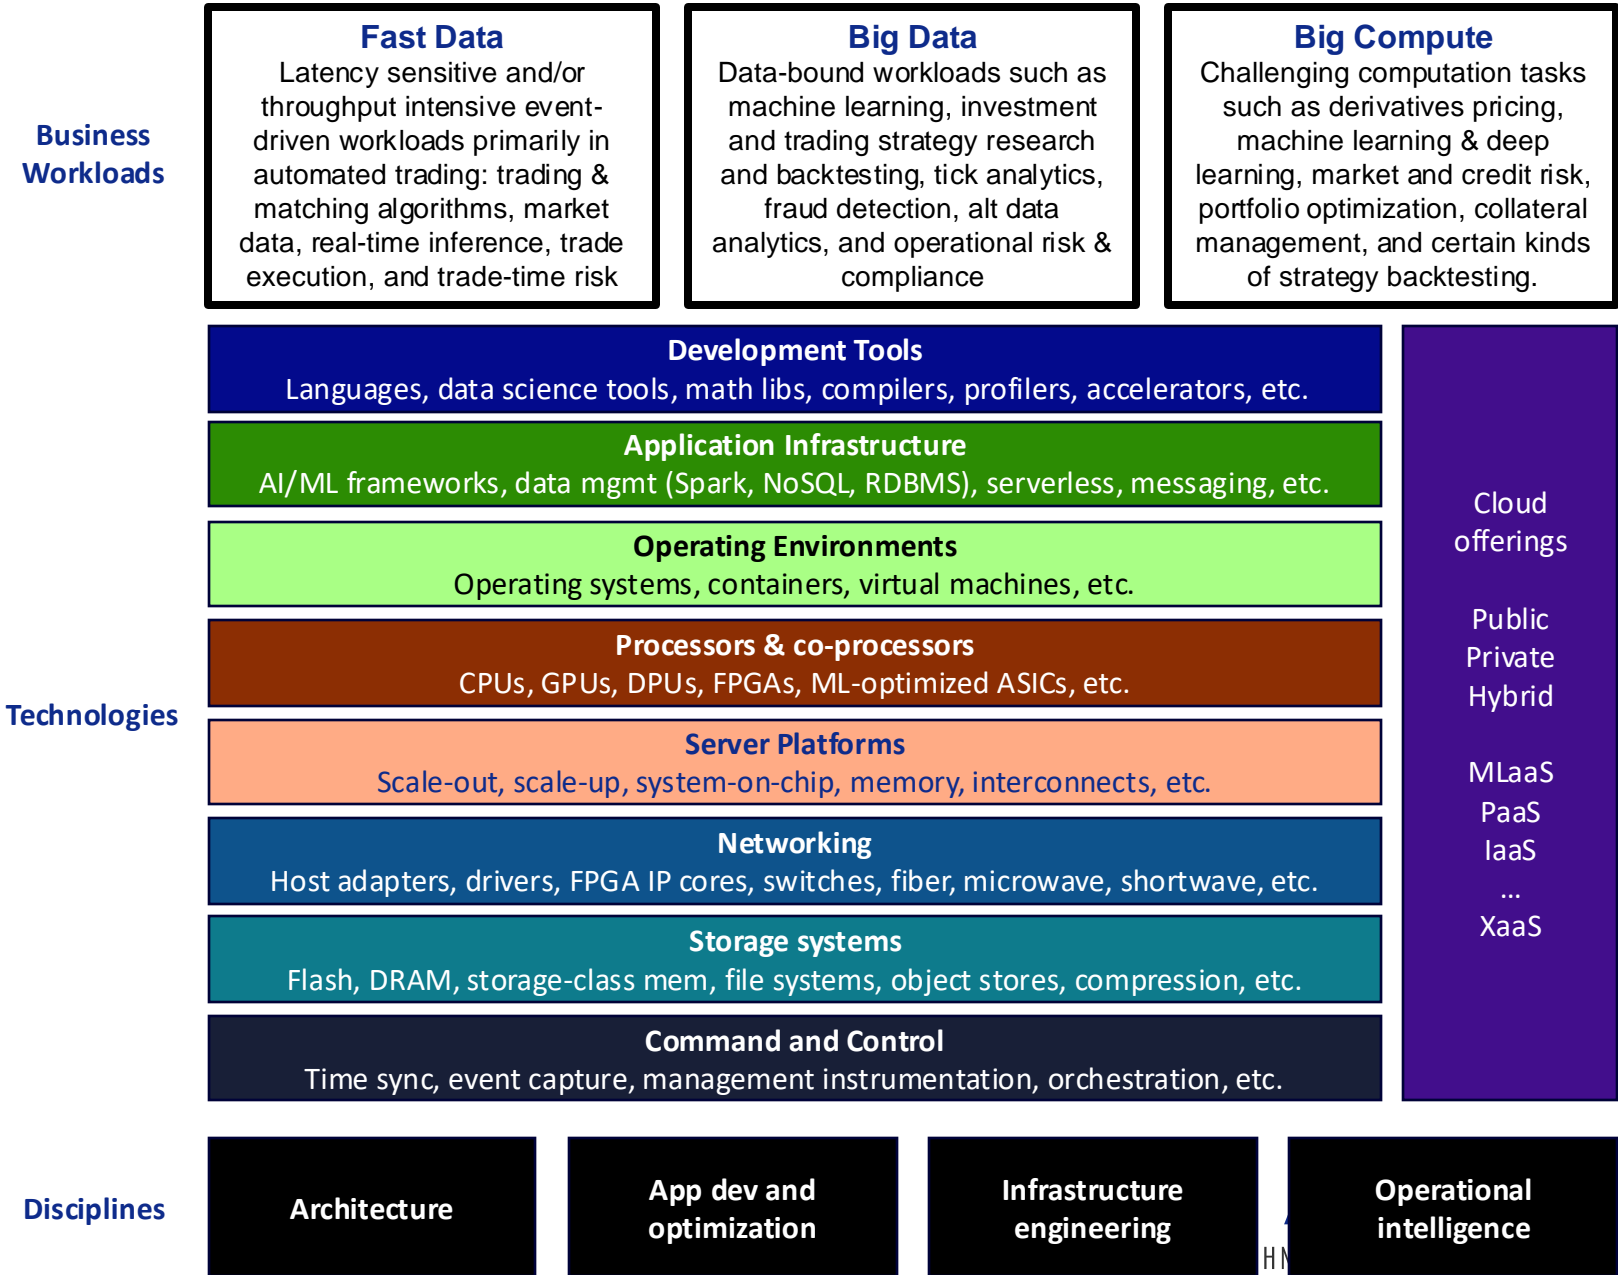 Business
Workloads
Fast Data
Latency sensitive and/or
throughput intensive event-
driven workloads primarily in
automated trading: trading &
matching algorithms, market
data, real-time inference, trade
execution, and trade-time risk
Big Data
Data-bound workloads such as
machine learning, investment
and trading strategy research
and backtesting, tick analytics,
fraud detection, alt data
analytics, and operational risk &
compliance
Big Compute
Challenging computation tasks
such as derivatives pricing,
machine learning & deep
learning, market and credit risk,
portfolio optimization, collateral
management, and certain kinds
of strategy backtesting.
Technologies
Development Tools
Languages, data science tools, math libs, compilers, profilers, accelerators, etc.
Application Infrastructure
AI/ML frameworks, data mgmt (Spark, NoSQL, RDBMS), serverless, messaging, etc.
Operating Environments
Operating systems, containers, virtual machines, etc.
Processors & co-processors
CPUs, GPUs, DPUs, FPGAs, ML-optimized ASICs, etc.
Server Platforms
Scale-out, scale-up, system-on-chip, memory, interconnects, etc.
Networking
Host adapters, drivers, FPGA IP cores, switches, fiber, microwave, shortwave, etc.
Storage systems
Flash, DRAM, storage-class mem, file systems, object stores, compression, etc.
Command and Control
Time sync, event capture, management instrumentation, orchestration, etc.
Cloud
offerings
Public
Private
Hybrid
MLaaS
PaaS
IaaS
...
XaaS
Disciplines
Architecture
App dev and
optimization
Infrastructure
engineering
Operational
intelligence